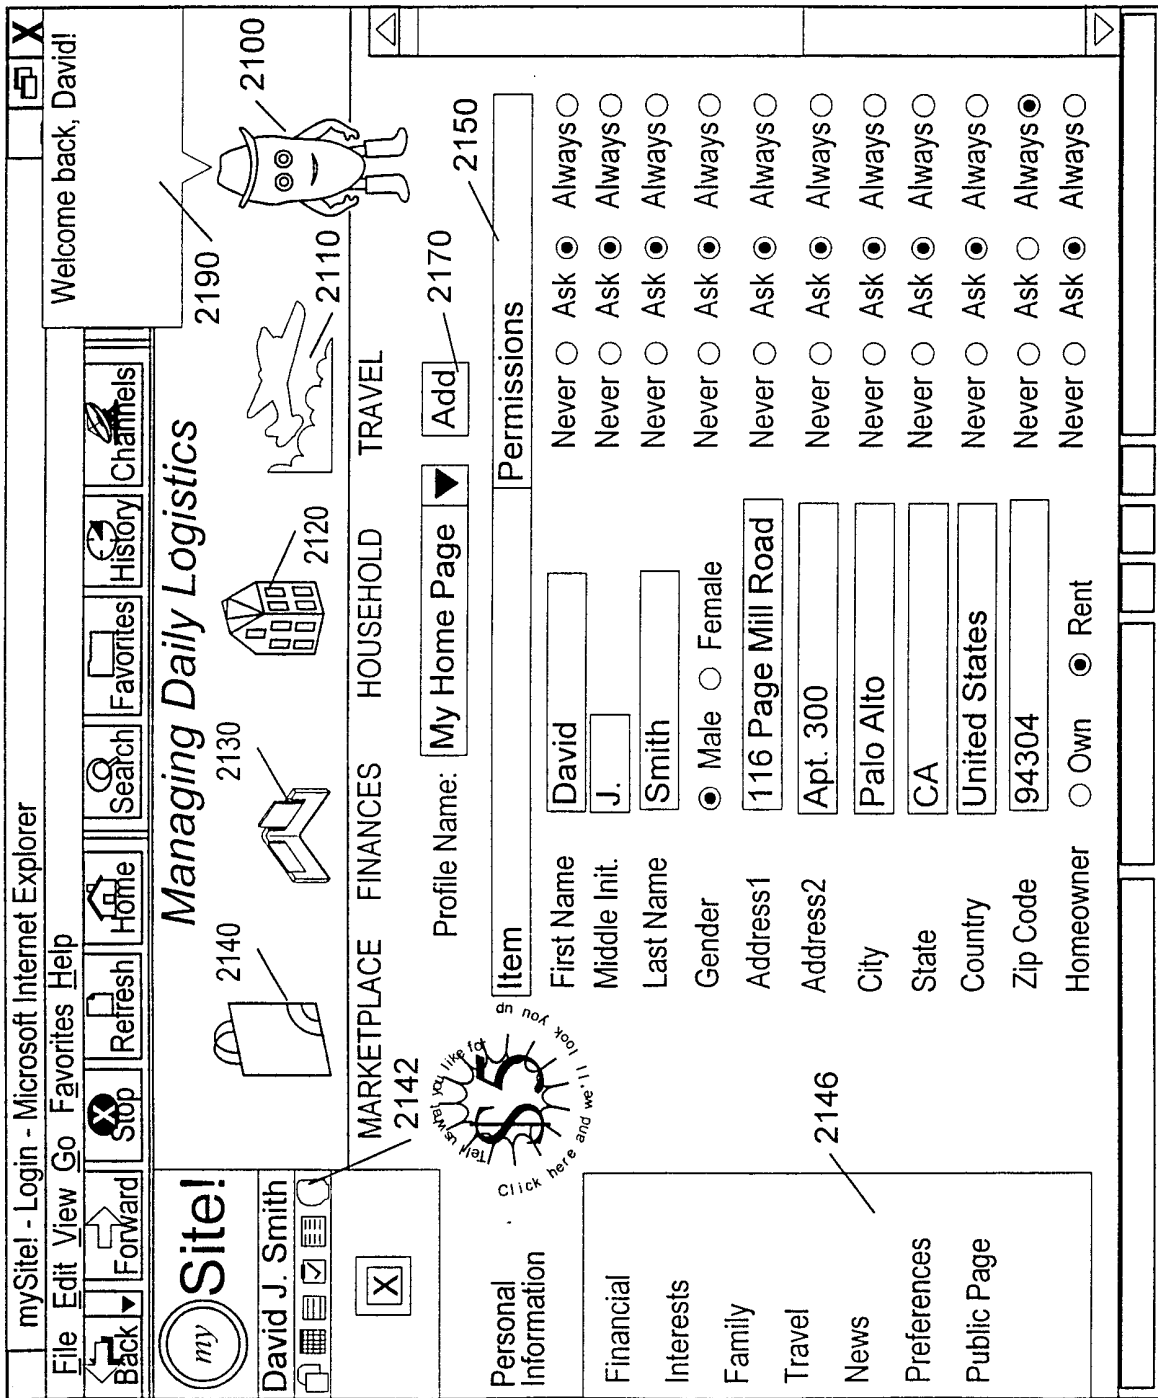 mySite! - Login - Microsoft Internet Explorer
X
File Edit View Go Favorites Help
Back Forward Stop Refresh Home Search Favorites History Channels
Welcome back, David!
my Site!
Managing Daily Logistics
2190
2100
2140
2130
2120
2110
David J. Smith
MARKETPLACE FINANCES HOUSEHOLD TRAVEL
2142
X
Tell us what you like for
$
Click here and we'll look you up
Profile Name: My Home Page Add 2170
2150
Item Permissions
Personal
Information
Financial
Interests
Family
Travel
News
Preferences
Public Page
2146
First Name David Never Ask Always
Middle Init. J. Never Ask Always
Last Name Smith Never Ask Always
Gender Male Female Never Ask Always
Address1 116 Page Mill Road Never Ask Always
Address2 Apt. 300 Never Ask Always
City Palo Alto Never Ask Always
State CA Never Ask Always
Country United States Never Ask Always
Zip Code 94304 Never Ask Always
Homeowner Own Rent Never Ask Always